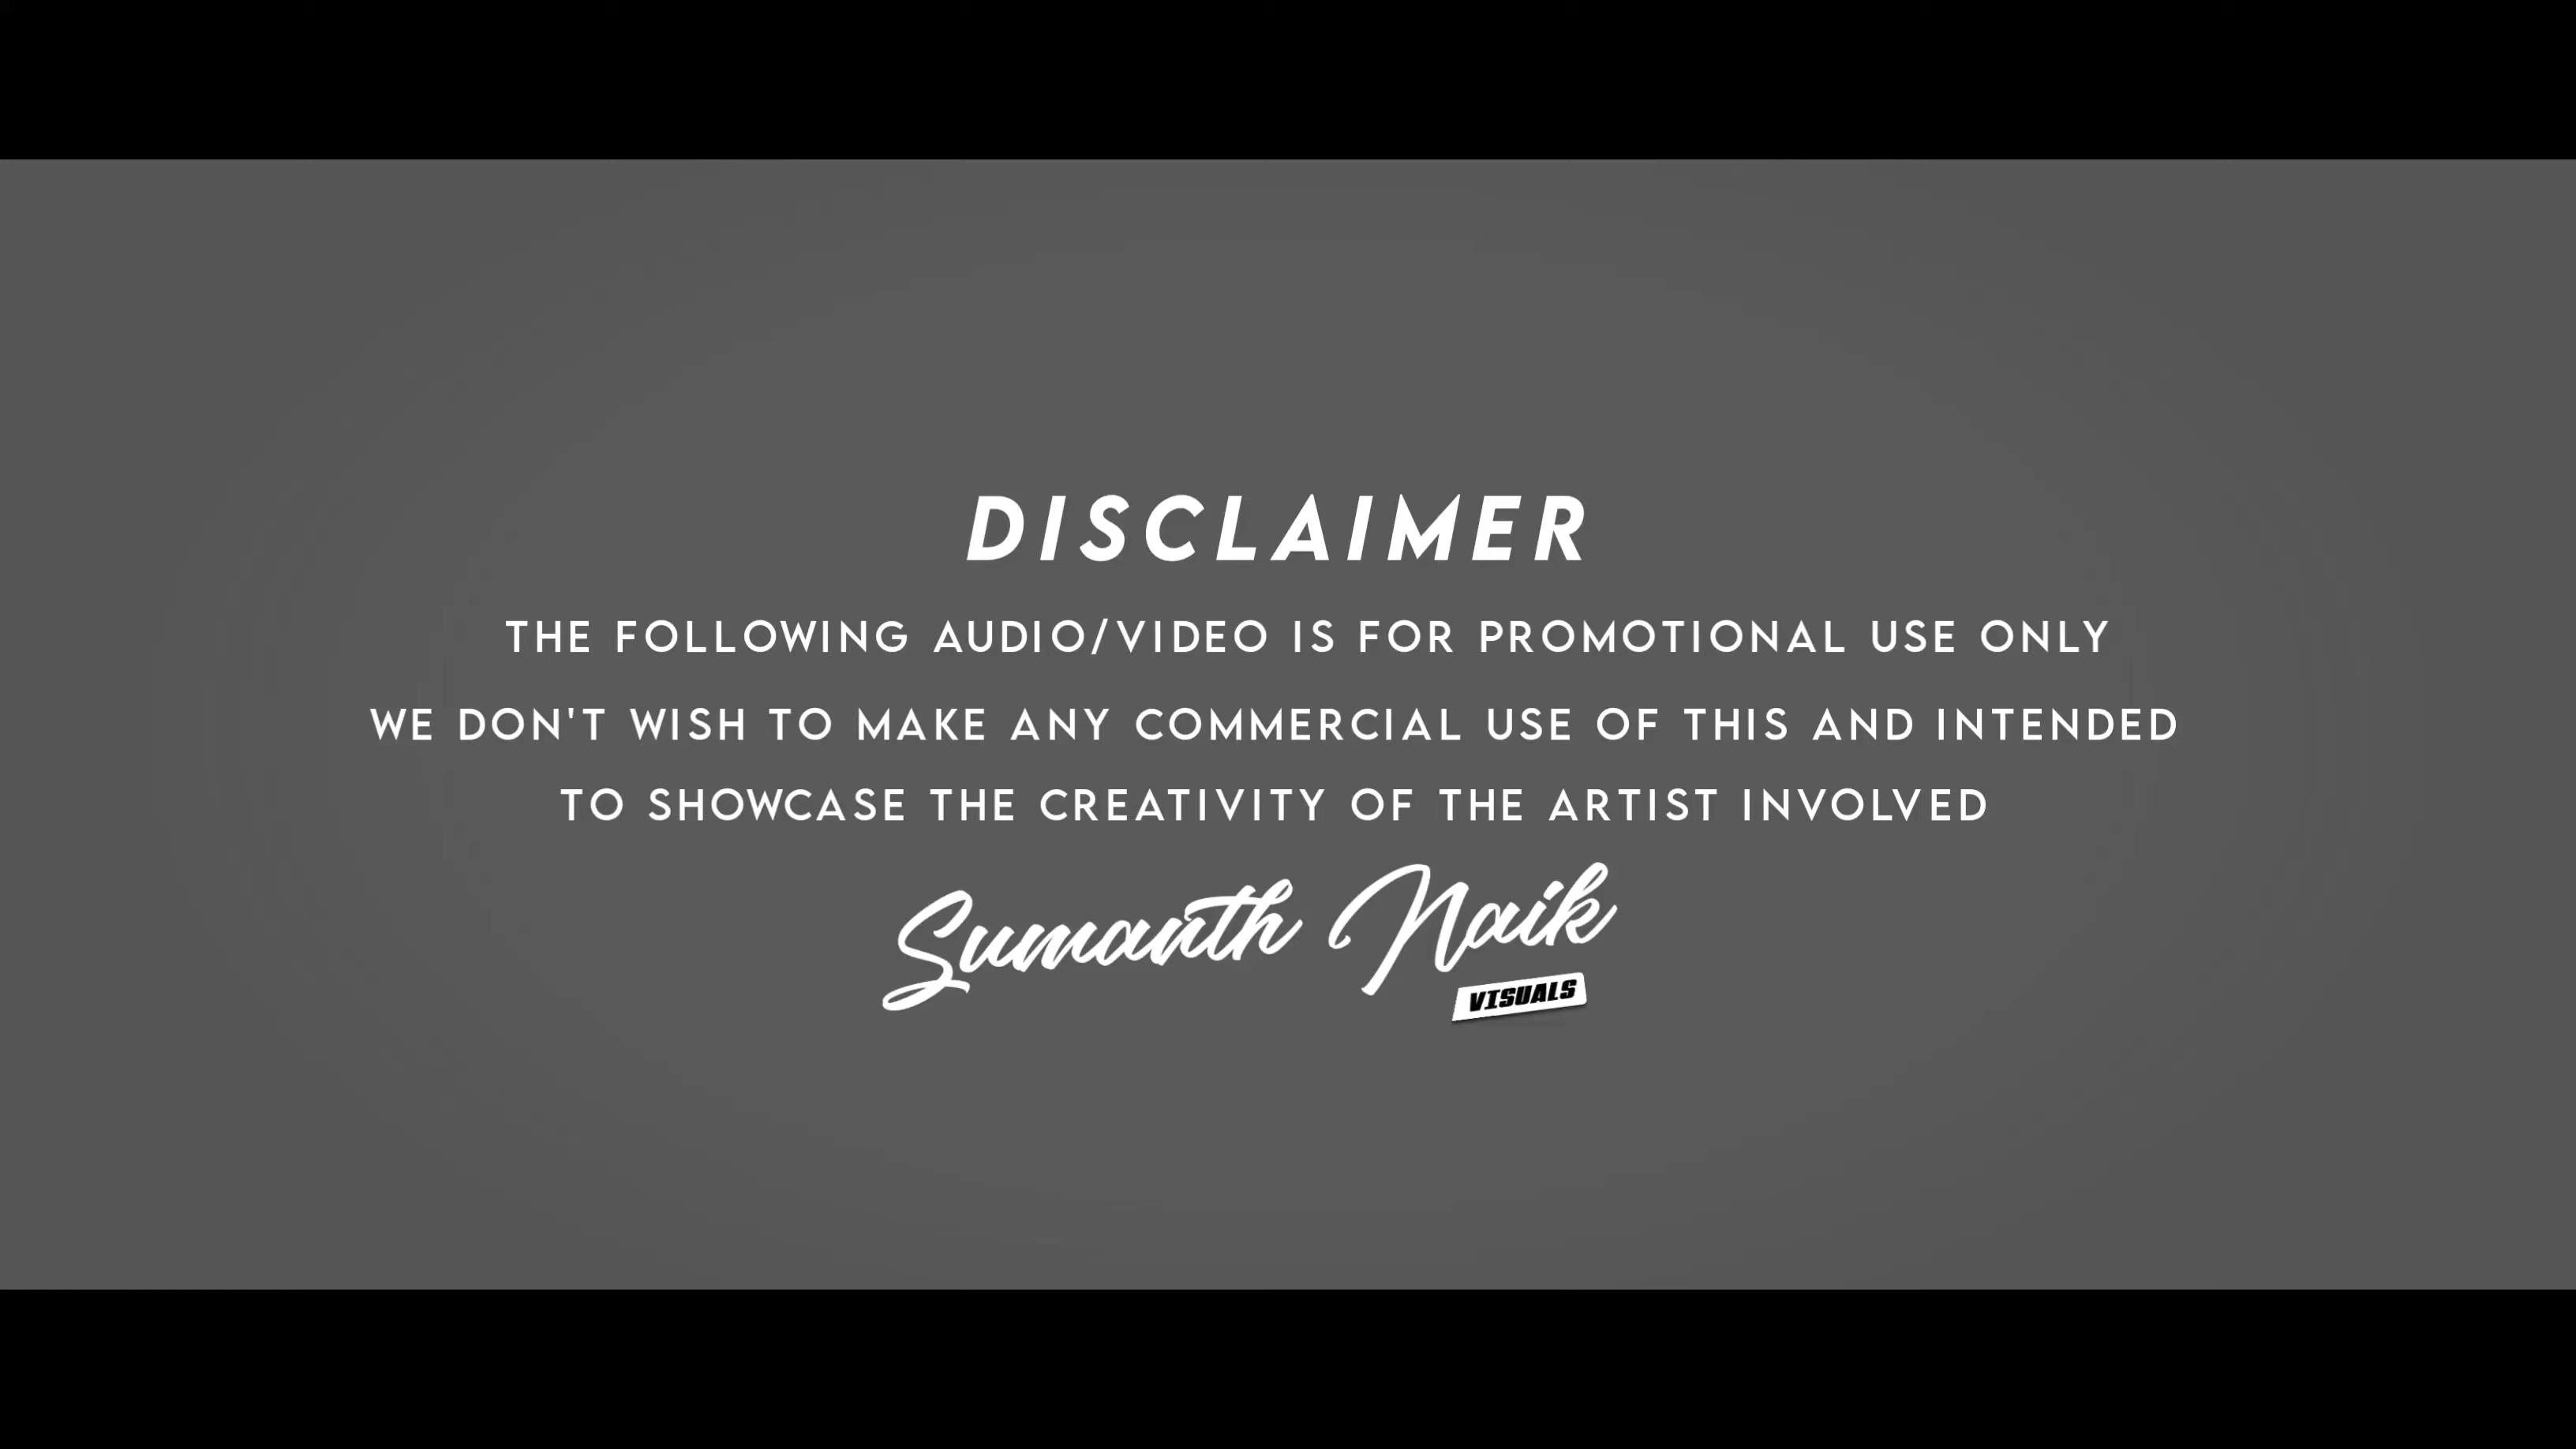 DISCLAIMER
THE FOLLOWING AUDIO/VIDEO IS FOR PROMOTIONAL USE ONLY
WE DON'T WISH TO MAKE ANY COMMERCIAL USE OF THIS AND INTENDED
TO SHOWCASE THE CREATIVITY OF THE ARTIST INVOLVED
Sumanth Naik
VISUALS